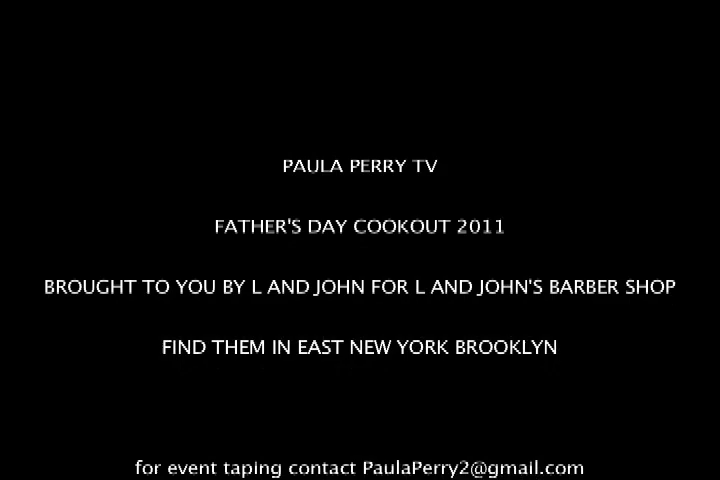 PAULA PERRY TV
FATHER'S DAY COOKOUT 2011
BROUGHT TO YOU BY L AND JOHN FOR L AND JOHN'S BARBER SHOP
FIND THEM IN EAST NEW YORK BROOKLYN
for event taping contact PaulaPerry2@gmail.com